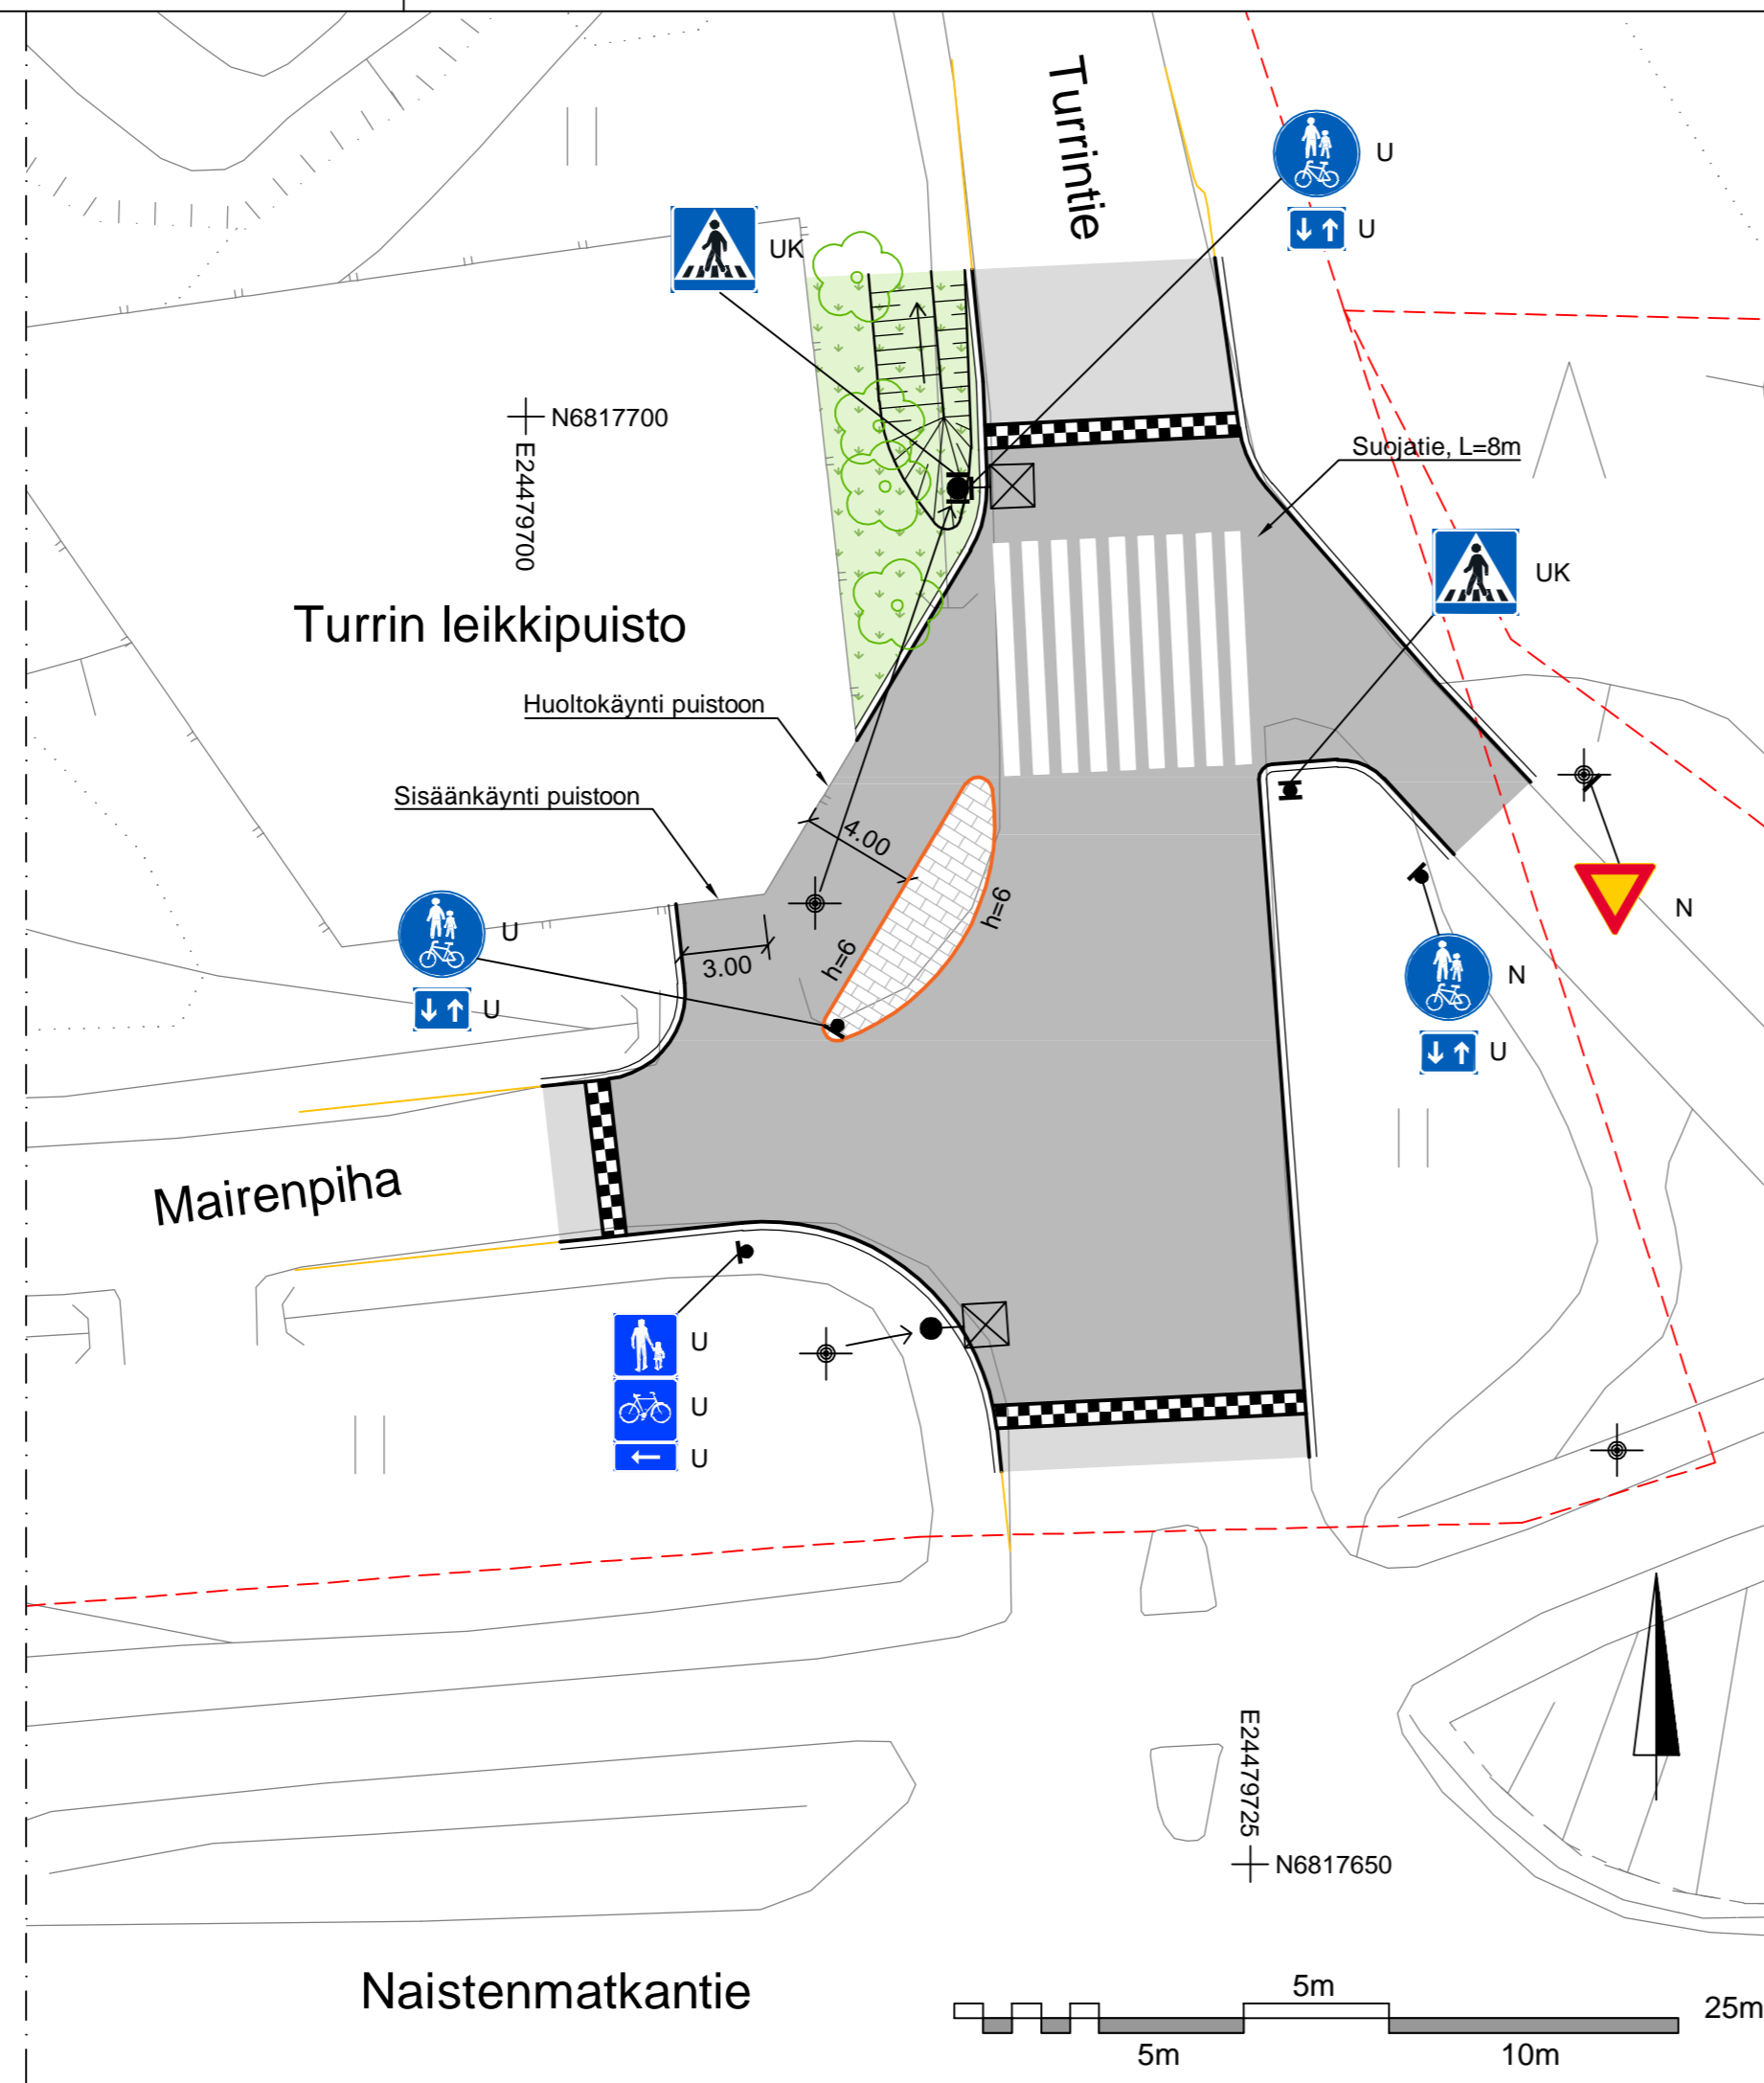 Turrintie
U
U
UK
N6817700
E24479700
Suojatie, L=8m
UK
Turrin leikkipuisto
Huoltokäynti puistoon
Sisäänkäynti puistoon
4.00
h=6
h=6
3.00
U
U
N
N
U
Mairenpiha
U
U
U
E24479725
N6817650
Naistenmatkantie
5m
25m
5m
10m